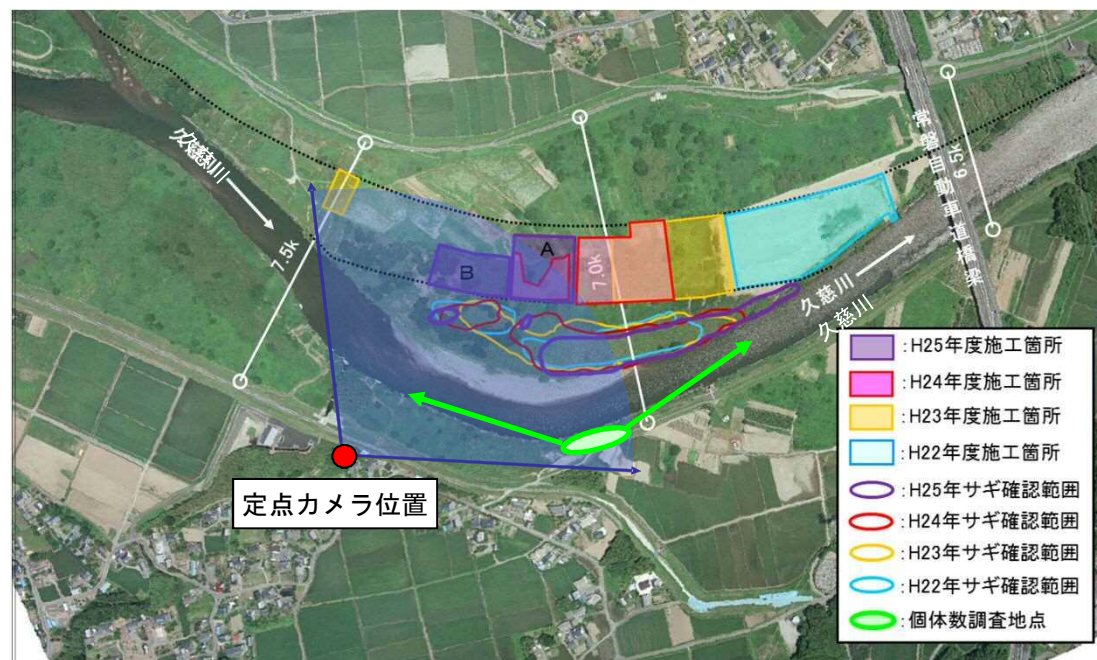 久慈川
久慈川
7.5k
B
A
7.0k
常磐自動車道橋梁
6.5k
久慈川
久慈川
定点カメラ位置
:H25年度施工箇所
:H24年度施工箇所
:H23年度施工箇所
:H22年度施工箇所
:H25年サギ確認範囲
:H24年サギ確認範囲
:H23年サギ確認範囲
:H22年サギ確認範囲
:個体数調査地点